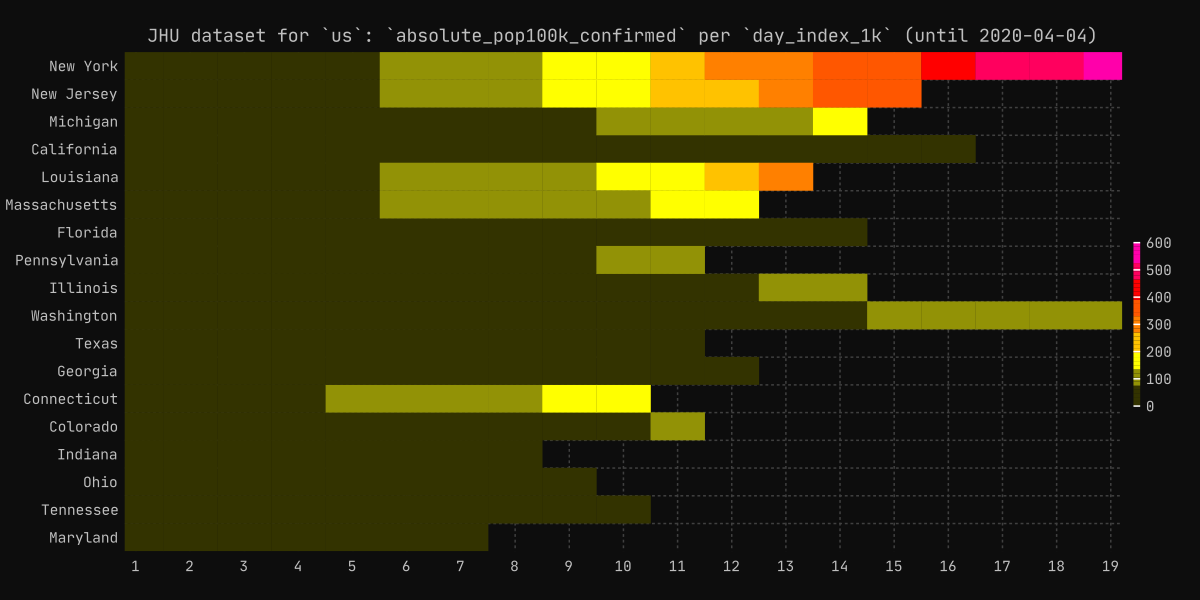 JHU dataset for `us`: `absolute_pop100k_confirmed` per `day_index_1k` (until 2020-04-04)
New York
New Jersey
Michigan
California
Louisiana
Massachusetts
Florida
Pennsylvania
Illinois
Washington
Texas
Georgia
Connecticut
Colorado
Indiana
Ohio
Tennessee
Maryland
1 2 3 4 5 6 7 8 9 10 11 12 13 14 15 16 17 18 19
600
500
400
300
200
100
0